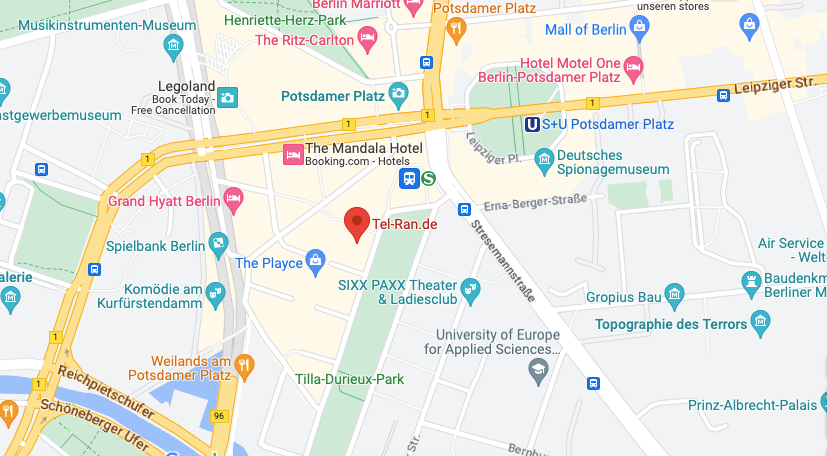 Berlin Marriott
Potsdamer Platz
unseren stores
Henriette-Herz-Park
Musikinstrumenten-Museum
The Ritz-Carlton
Mall of Berlin
Hotel Motel One
Berlin-Potsdamer Platz
Legoland
Book Today -
Free Cancellation
Potsdamer Platz
Leipziger Str.
1
1
1
1
stgewerbemuseum
U S+U Potsdamer Platz
Leipziger Pl.
The Mandala Hotel
Booking.com - Hotels
Deutsches
Spionagemuseum
S
Grand Hyatt Berlin
Erna-Berger-Straße
Tel-Ran.de
Stresemannstraße
Spielbank Berlin
The Playce
Air Service
- Welt
alerie
Komödie am
Kurfürstendamm
SIXX PAXX Theater
& Ladiesclub
Gropius Bau
Baudenkm
Berliner M
Topographie des Terrors
1
University of Europe
for Applied Sciences...
Weilands am
Potsdamer Platz
Reichpietschufer
1
Tilla-Durieux-Park
Schöneberger Ufer
96
Prinz-Albrecht-Palais
Str.
Bernbu